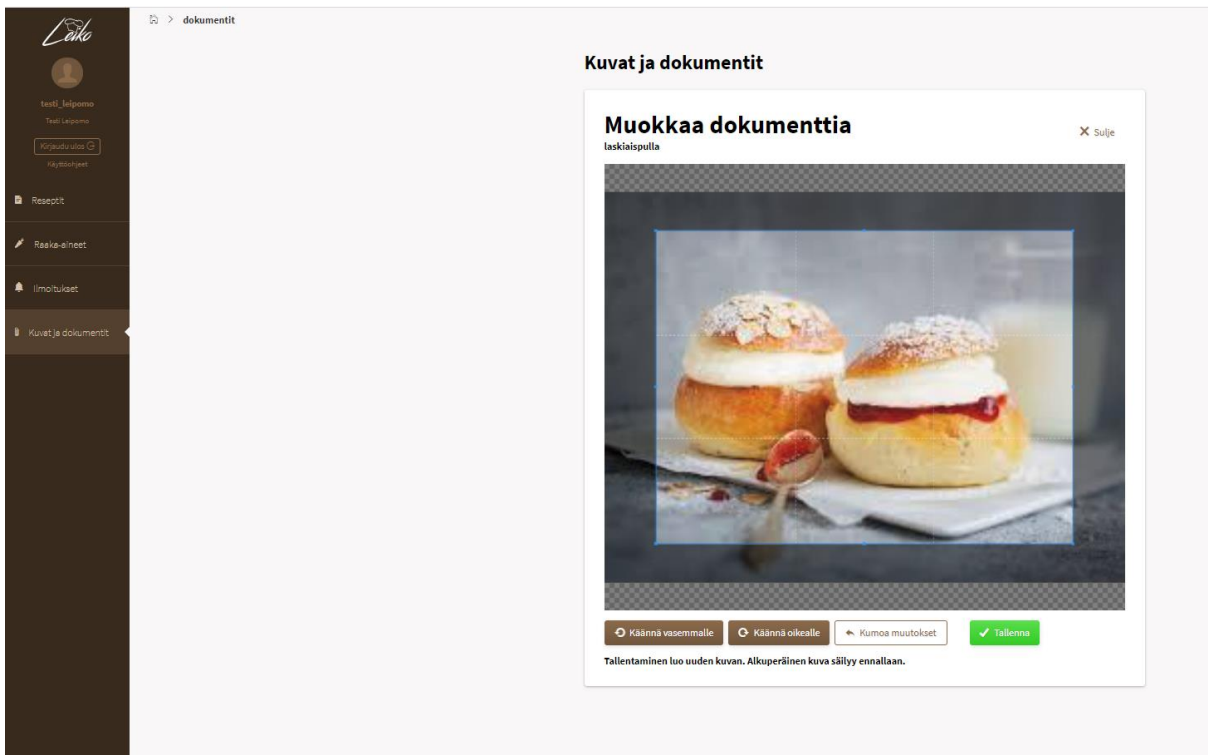 Leiko
dokumentit
testi_leipomo
Testi Leipomo
Kirjaudu ulos
Käyttöohjeet
Reseptit
Raaka-aineet
Ilmoitukset
Kuvat ja dokumentit
Kuvat ja dokumentit
Muokkaa dokumenttia
laskiaispulla
Sulje
Käännä vasemmalle
Käännä oikealle
Kumoa muutokset
Tallenna
Tallentaminen luo uuden kuvan. Alkuperäinen kuva säilyy ennallaan.